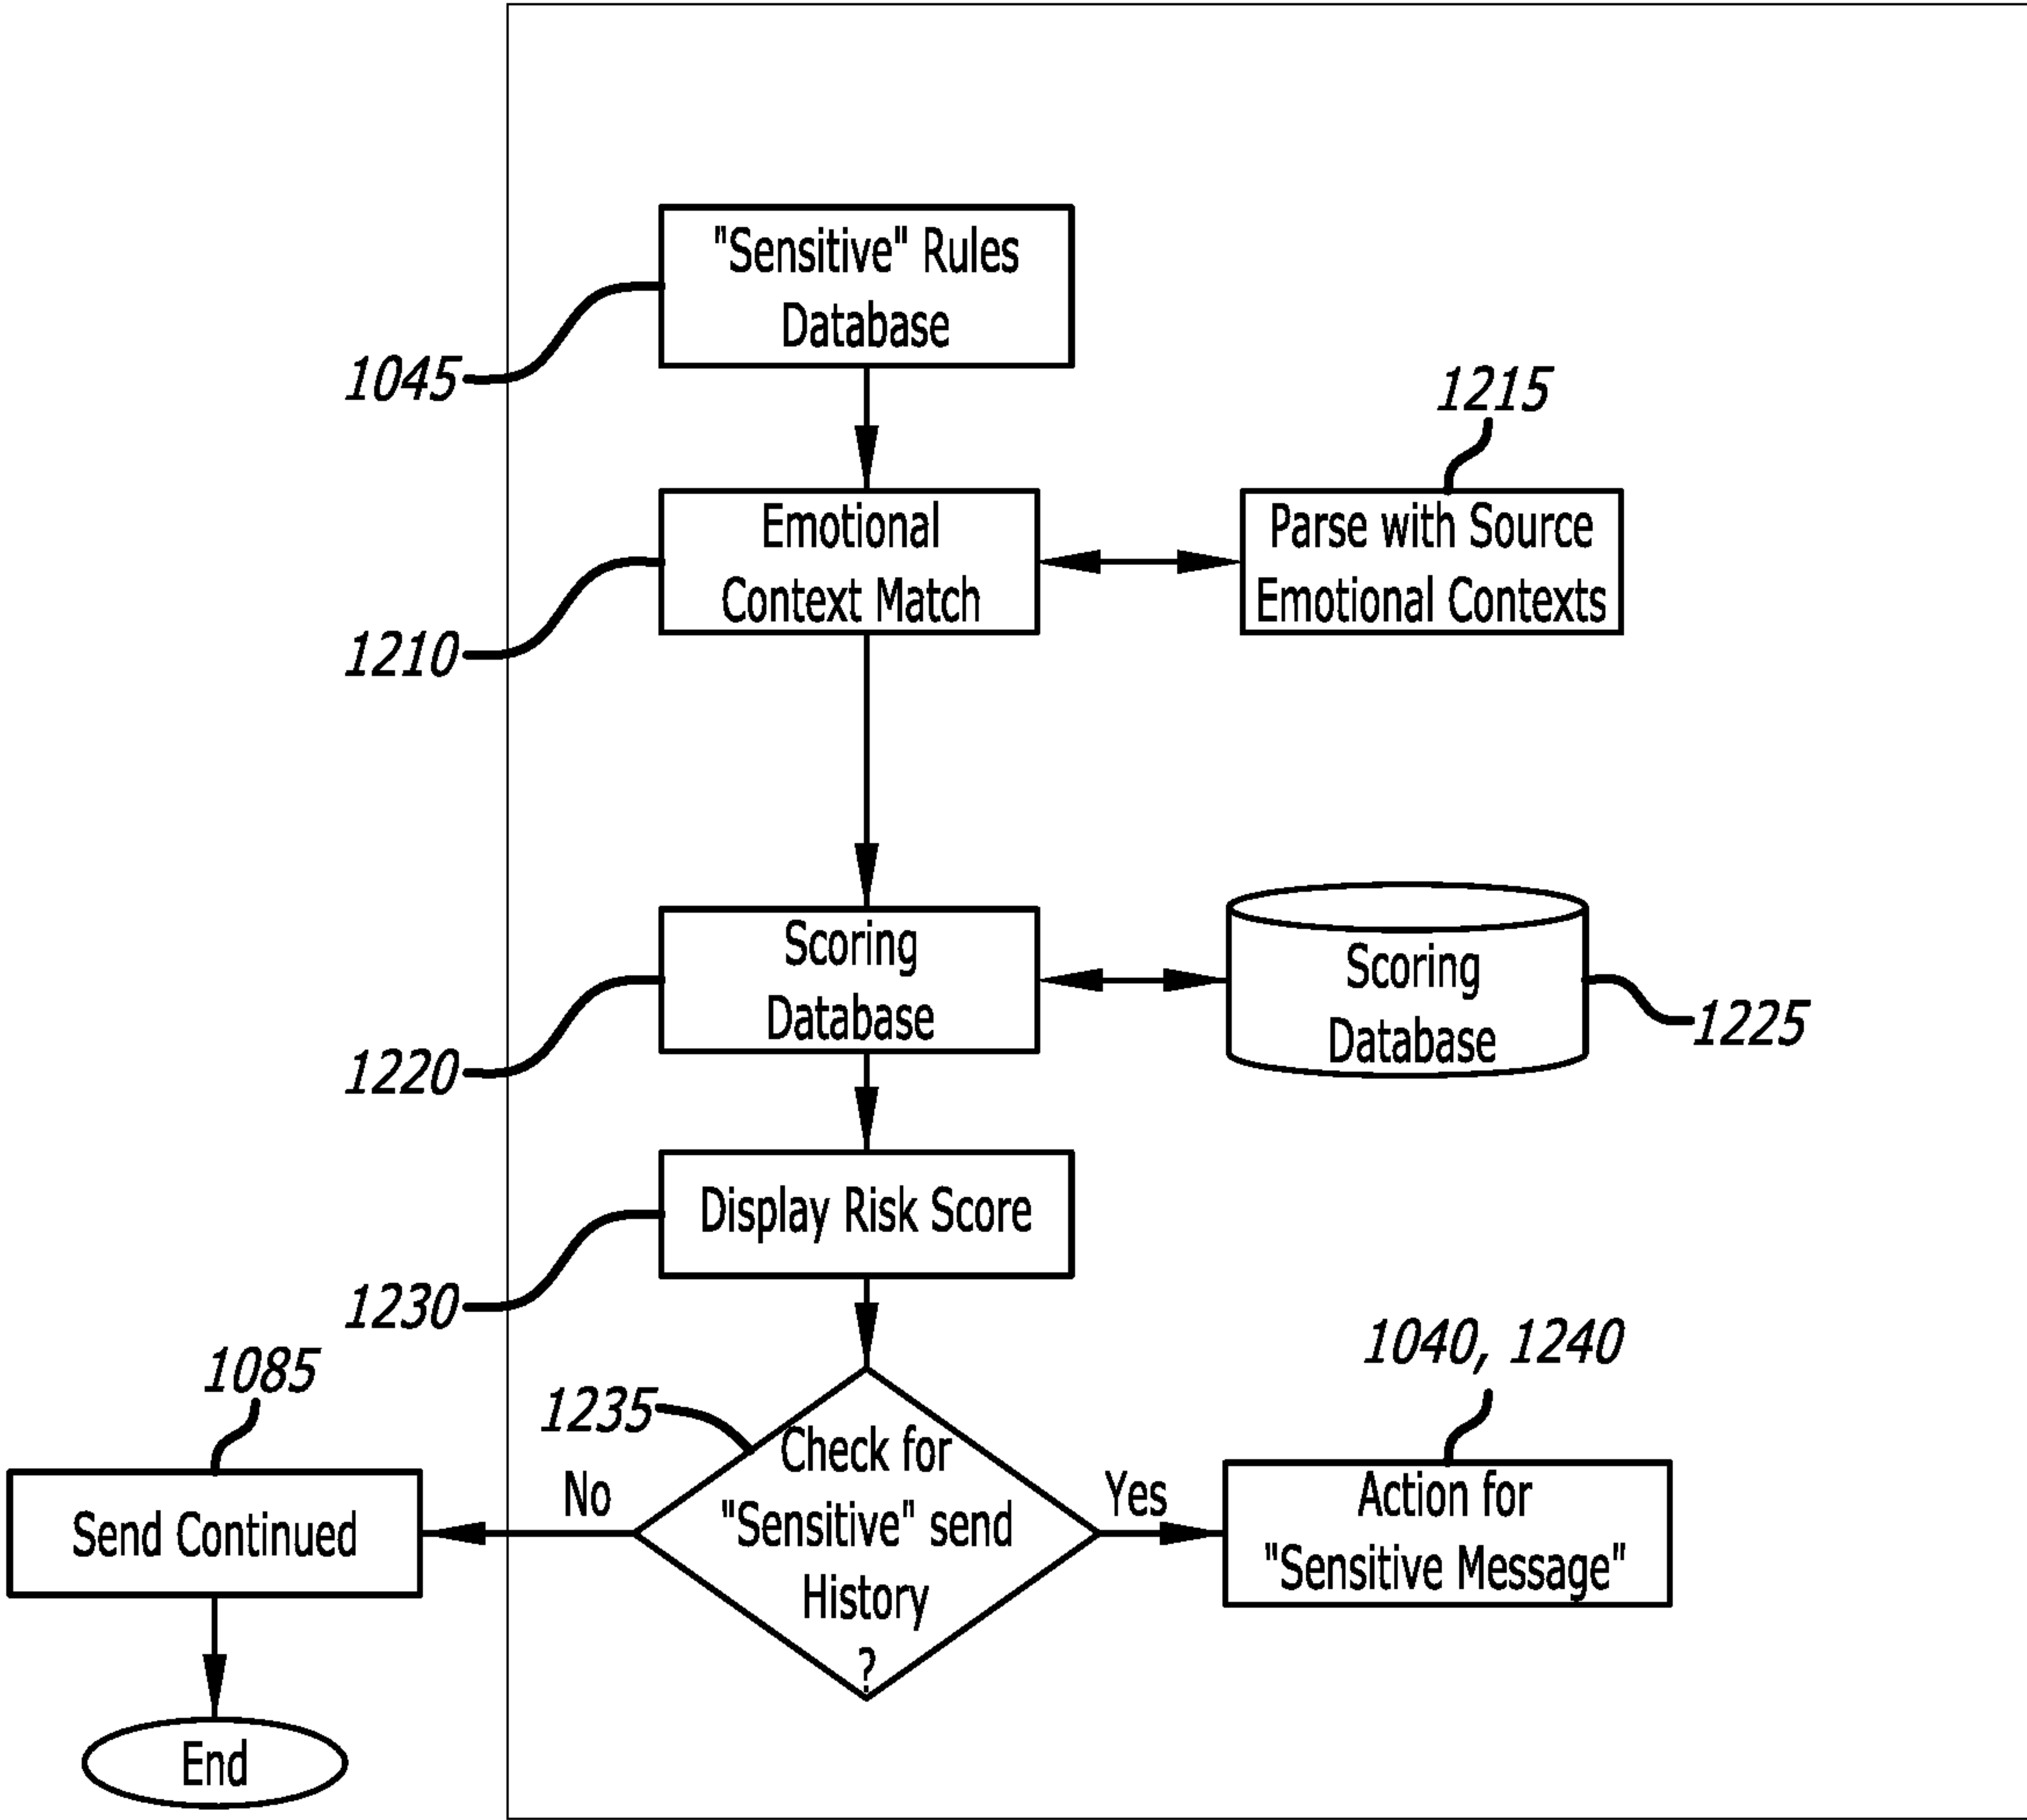 "Sensitive" Rules
Database
1045
1215
Emotional
Context Match
Parse with Source
Emotional Contexts
1210
Scoring
Database
Scoring
Database
1225
1220
Display Risk Score
1230
1040, 1240
1085
1235
Check for
"Sensitive" send
History
?
No
Yes
Send Continued
Action for
"Sensitive Message"
End